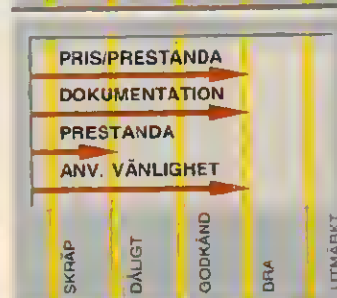 PRIS/PRESTANDA
DOKUMENTATION
PRESTANDA
ANV. VÄNLIGHET
SKRÄP
DÅLIGT
GODKÄND
BRA
UTMÄRKT